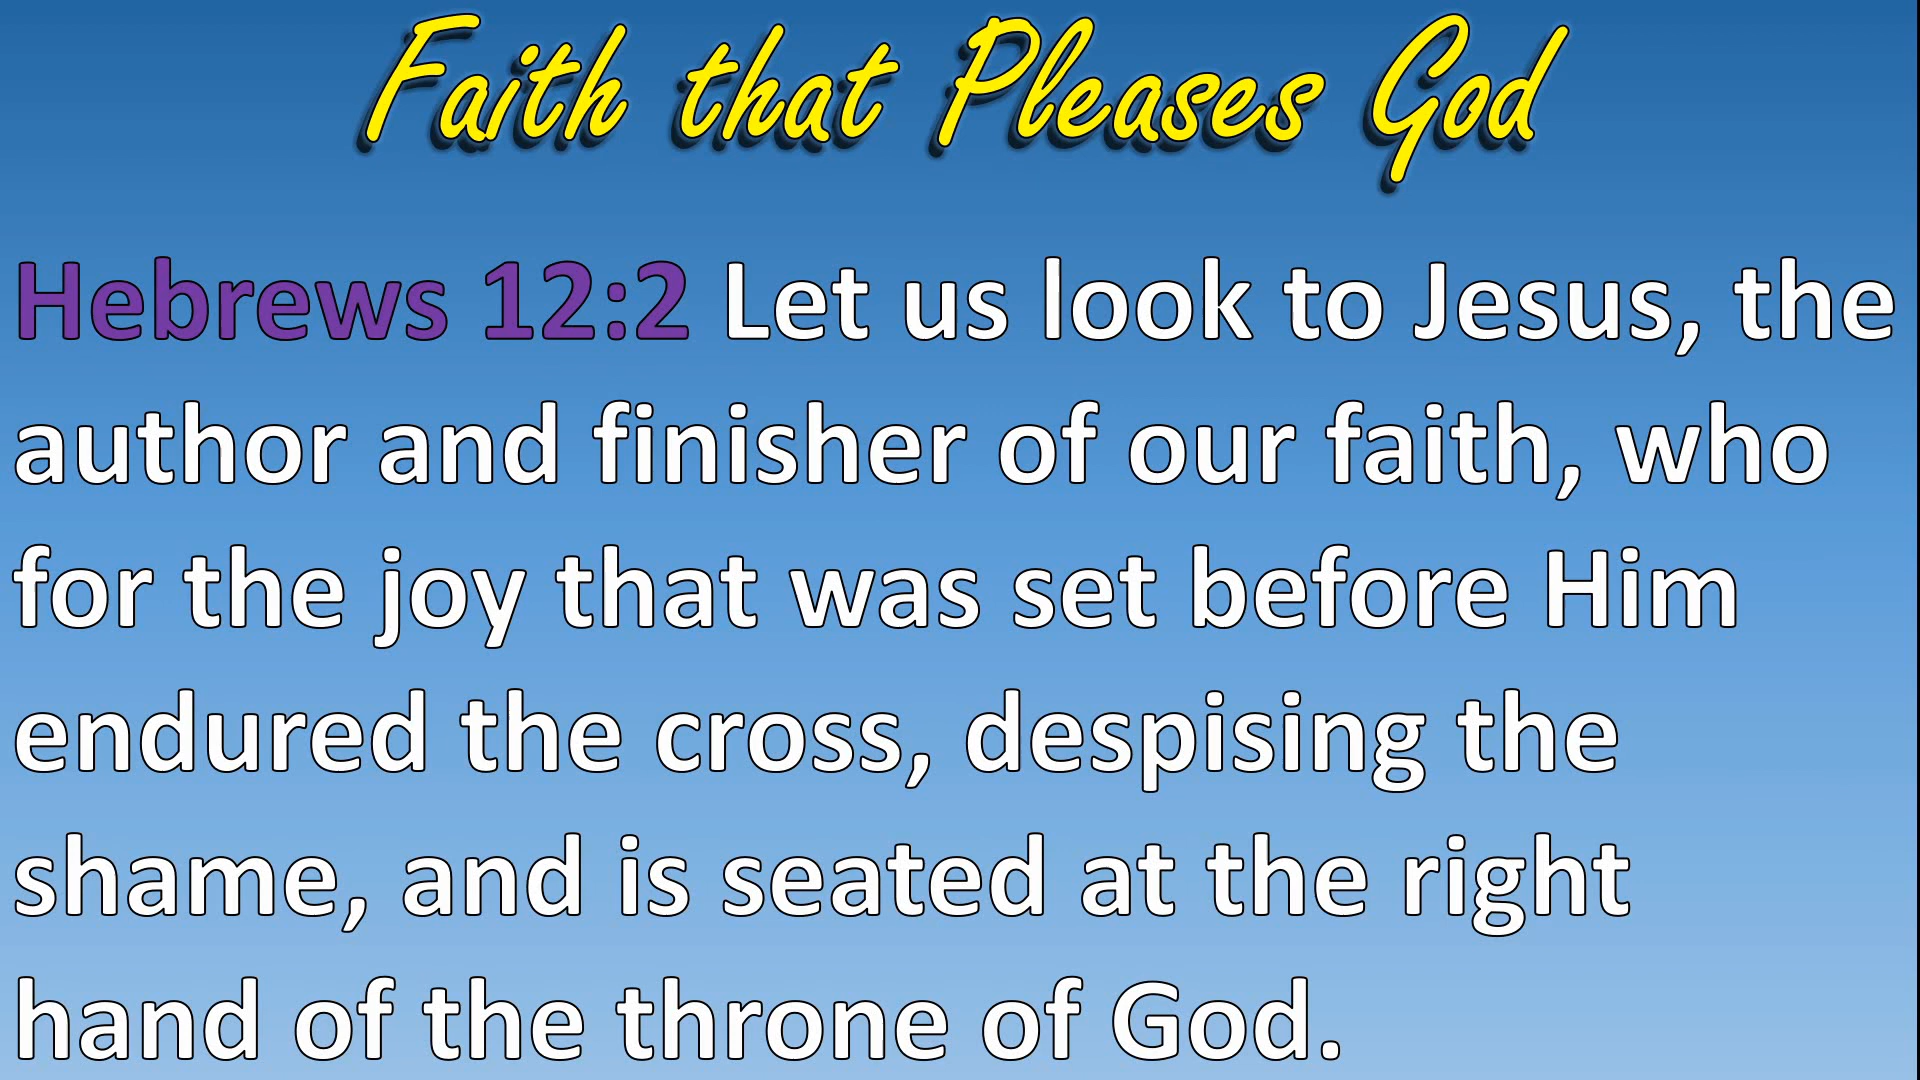 Faith that Pleases God
Hebrews 12:2 Let us look to Jesus, the
author and finisher of our faith, who
for the joy that was set before Him
endured the cross, despising the
shame, and is seated at the right
hand of the throne of God.